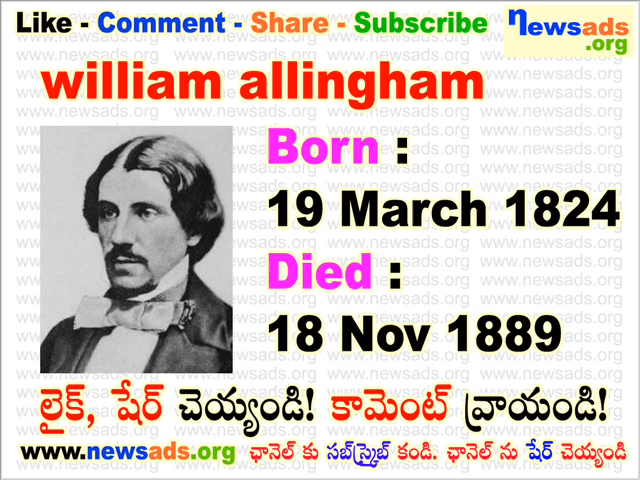 Like - Comment - Share - Subscribe
newsads
.org
william allingham
Born :
19 March 1824
Died :
18 Nov 1889
లైక్, షేర్ చెయ్యండి! కామెంట్ వ్రాయండి!
www.newsads.org ఛానెల్ కు సబ్‌స్క్రైబ్ కండి. ఛానెల్ ను షేర్ చెయ్యండి